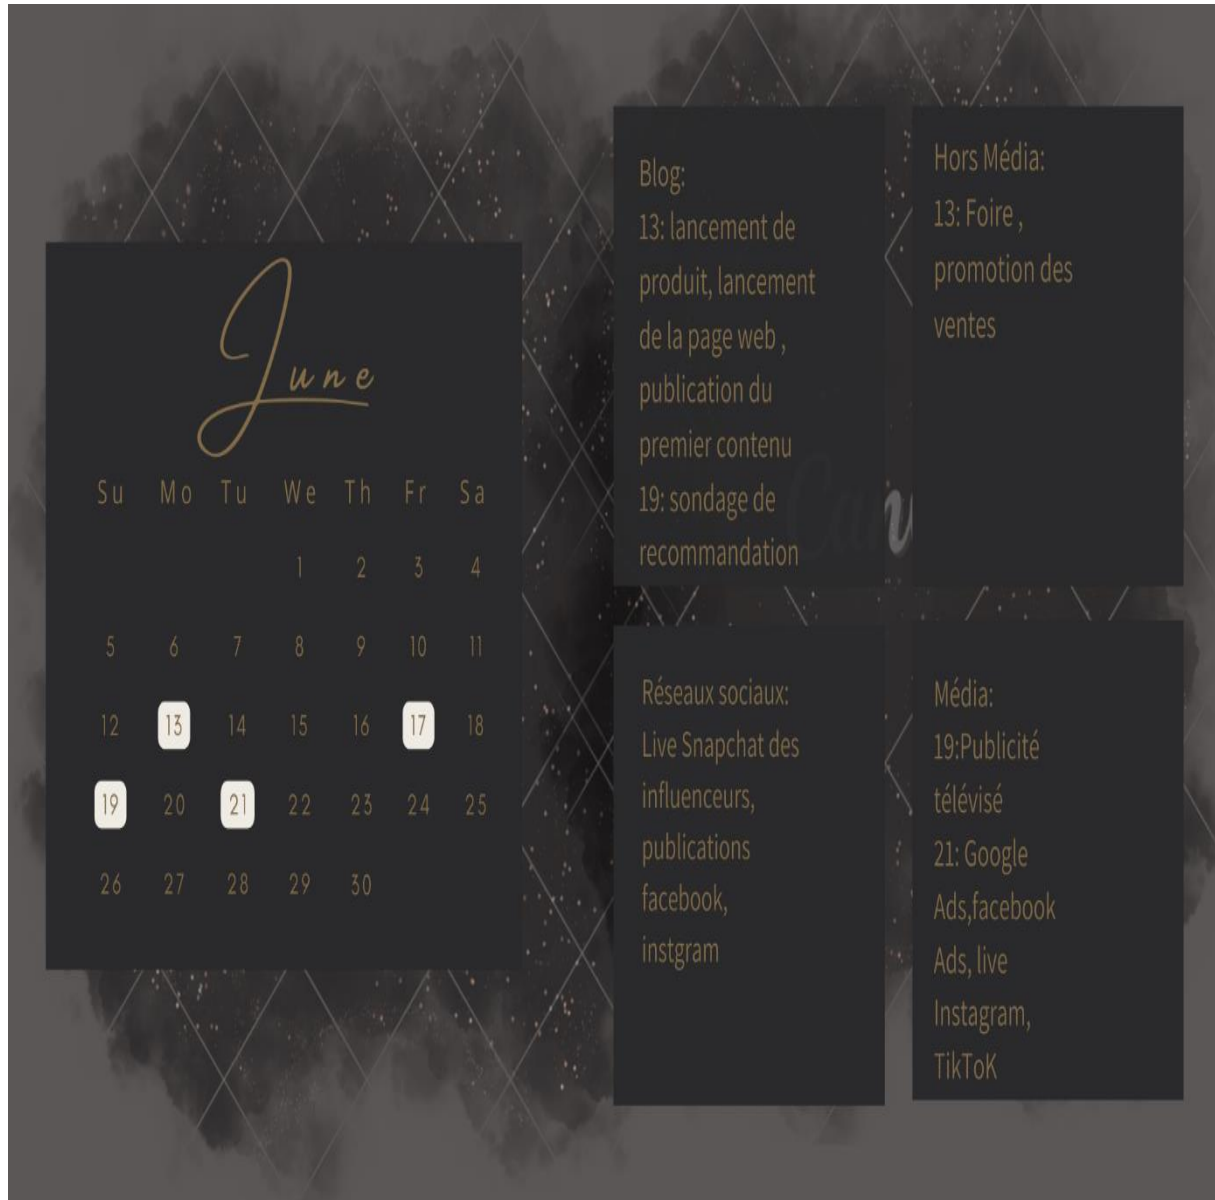 June
Su Mo Tu We Th Fr Sa
1 2 3 4
5 6 7 8 9 10 11
12 13 14 15 16 17 18
19 20 21 22 23 24 25
26 27 28 29 30
Blog:
13: lancement de
produit, lancement
de la page web ,
publication du
premier contenu
19: sondage de
recommandation
Hors Média:
13: Foire ,
promotion des
ventes
Réseaux sociaux:
Live Snapchat des
influenceurs,
publications
facebook,
instgram
Média:
19:Publicité
télévisé
21: Google
Ads,facebook
Ads, live
Instagram,
TikToK